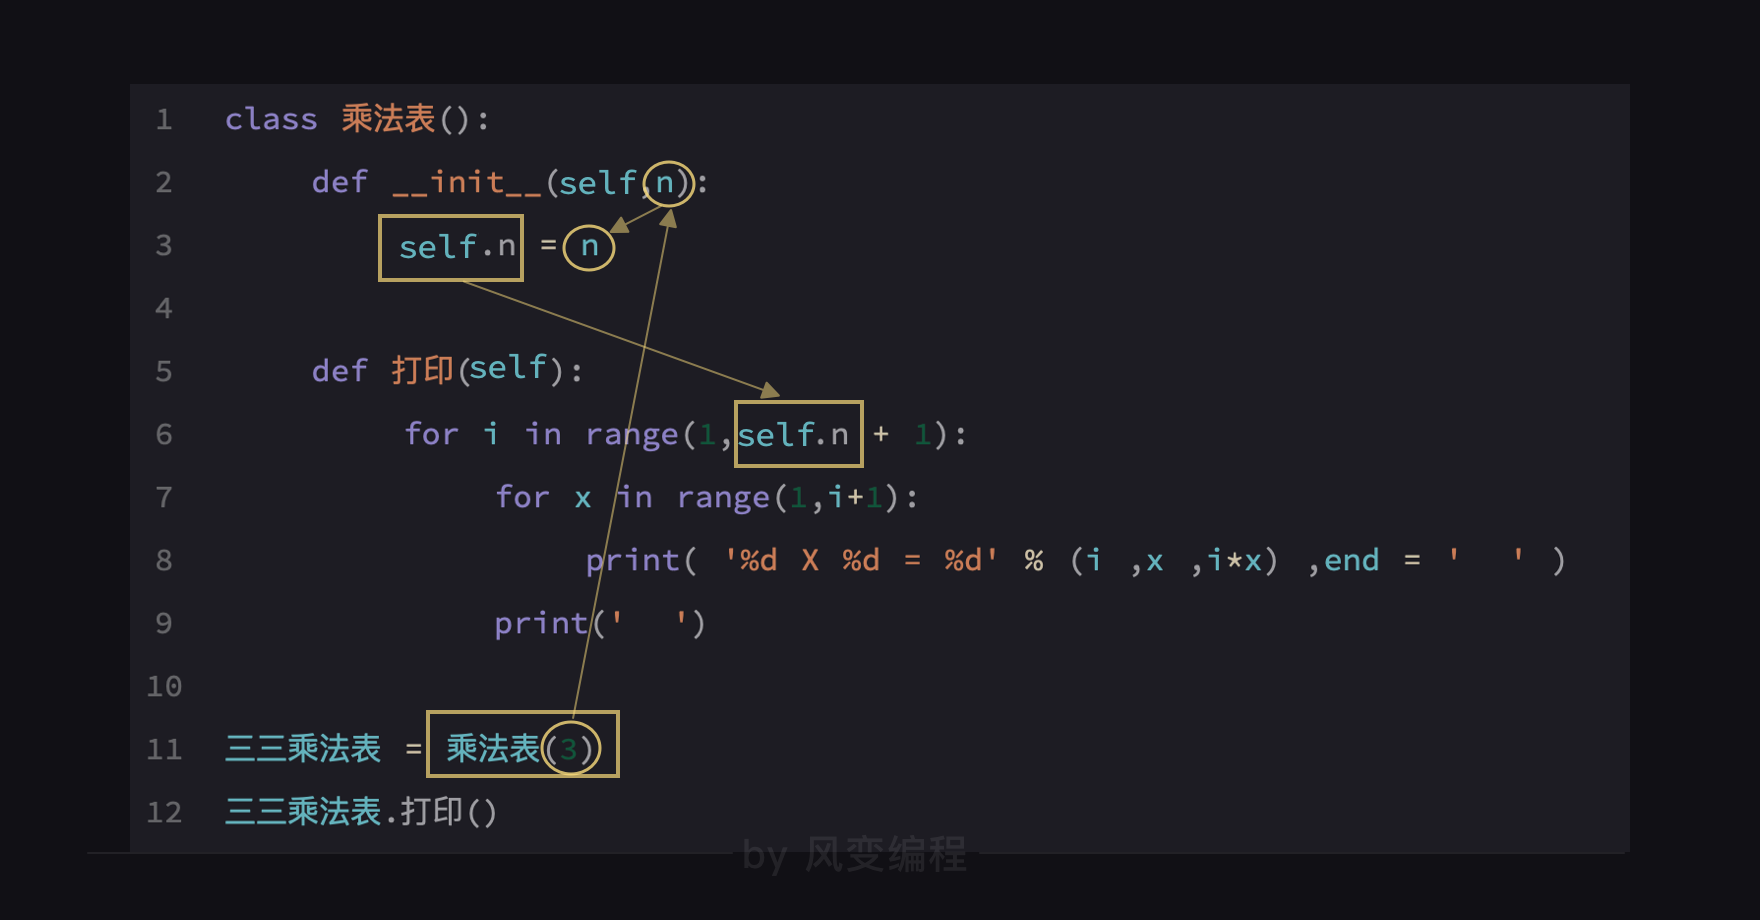 1 class 乘法表():
2 def __init__(self,n):
3 self.n = n
4
5 def 打印(self):
6 for i in range(1,self.n + 1):
7 for x in range(1,i+1):
8 print( '%d X %d = %d' % (i ,x ,i*x) ,end = '  ' )
9 print('  ')
10
11 三三乘法表 = 乘法表(3)
12 三三乘法表.打印()
by 风变编程